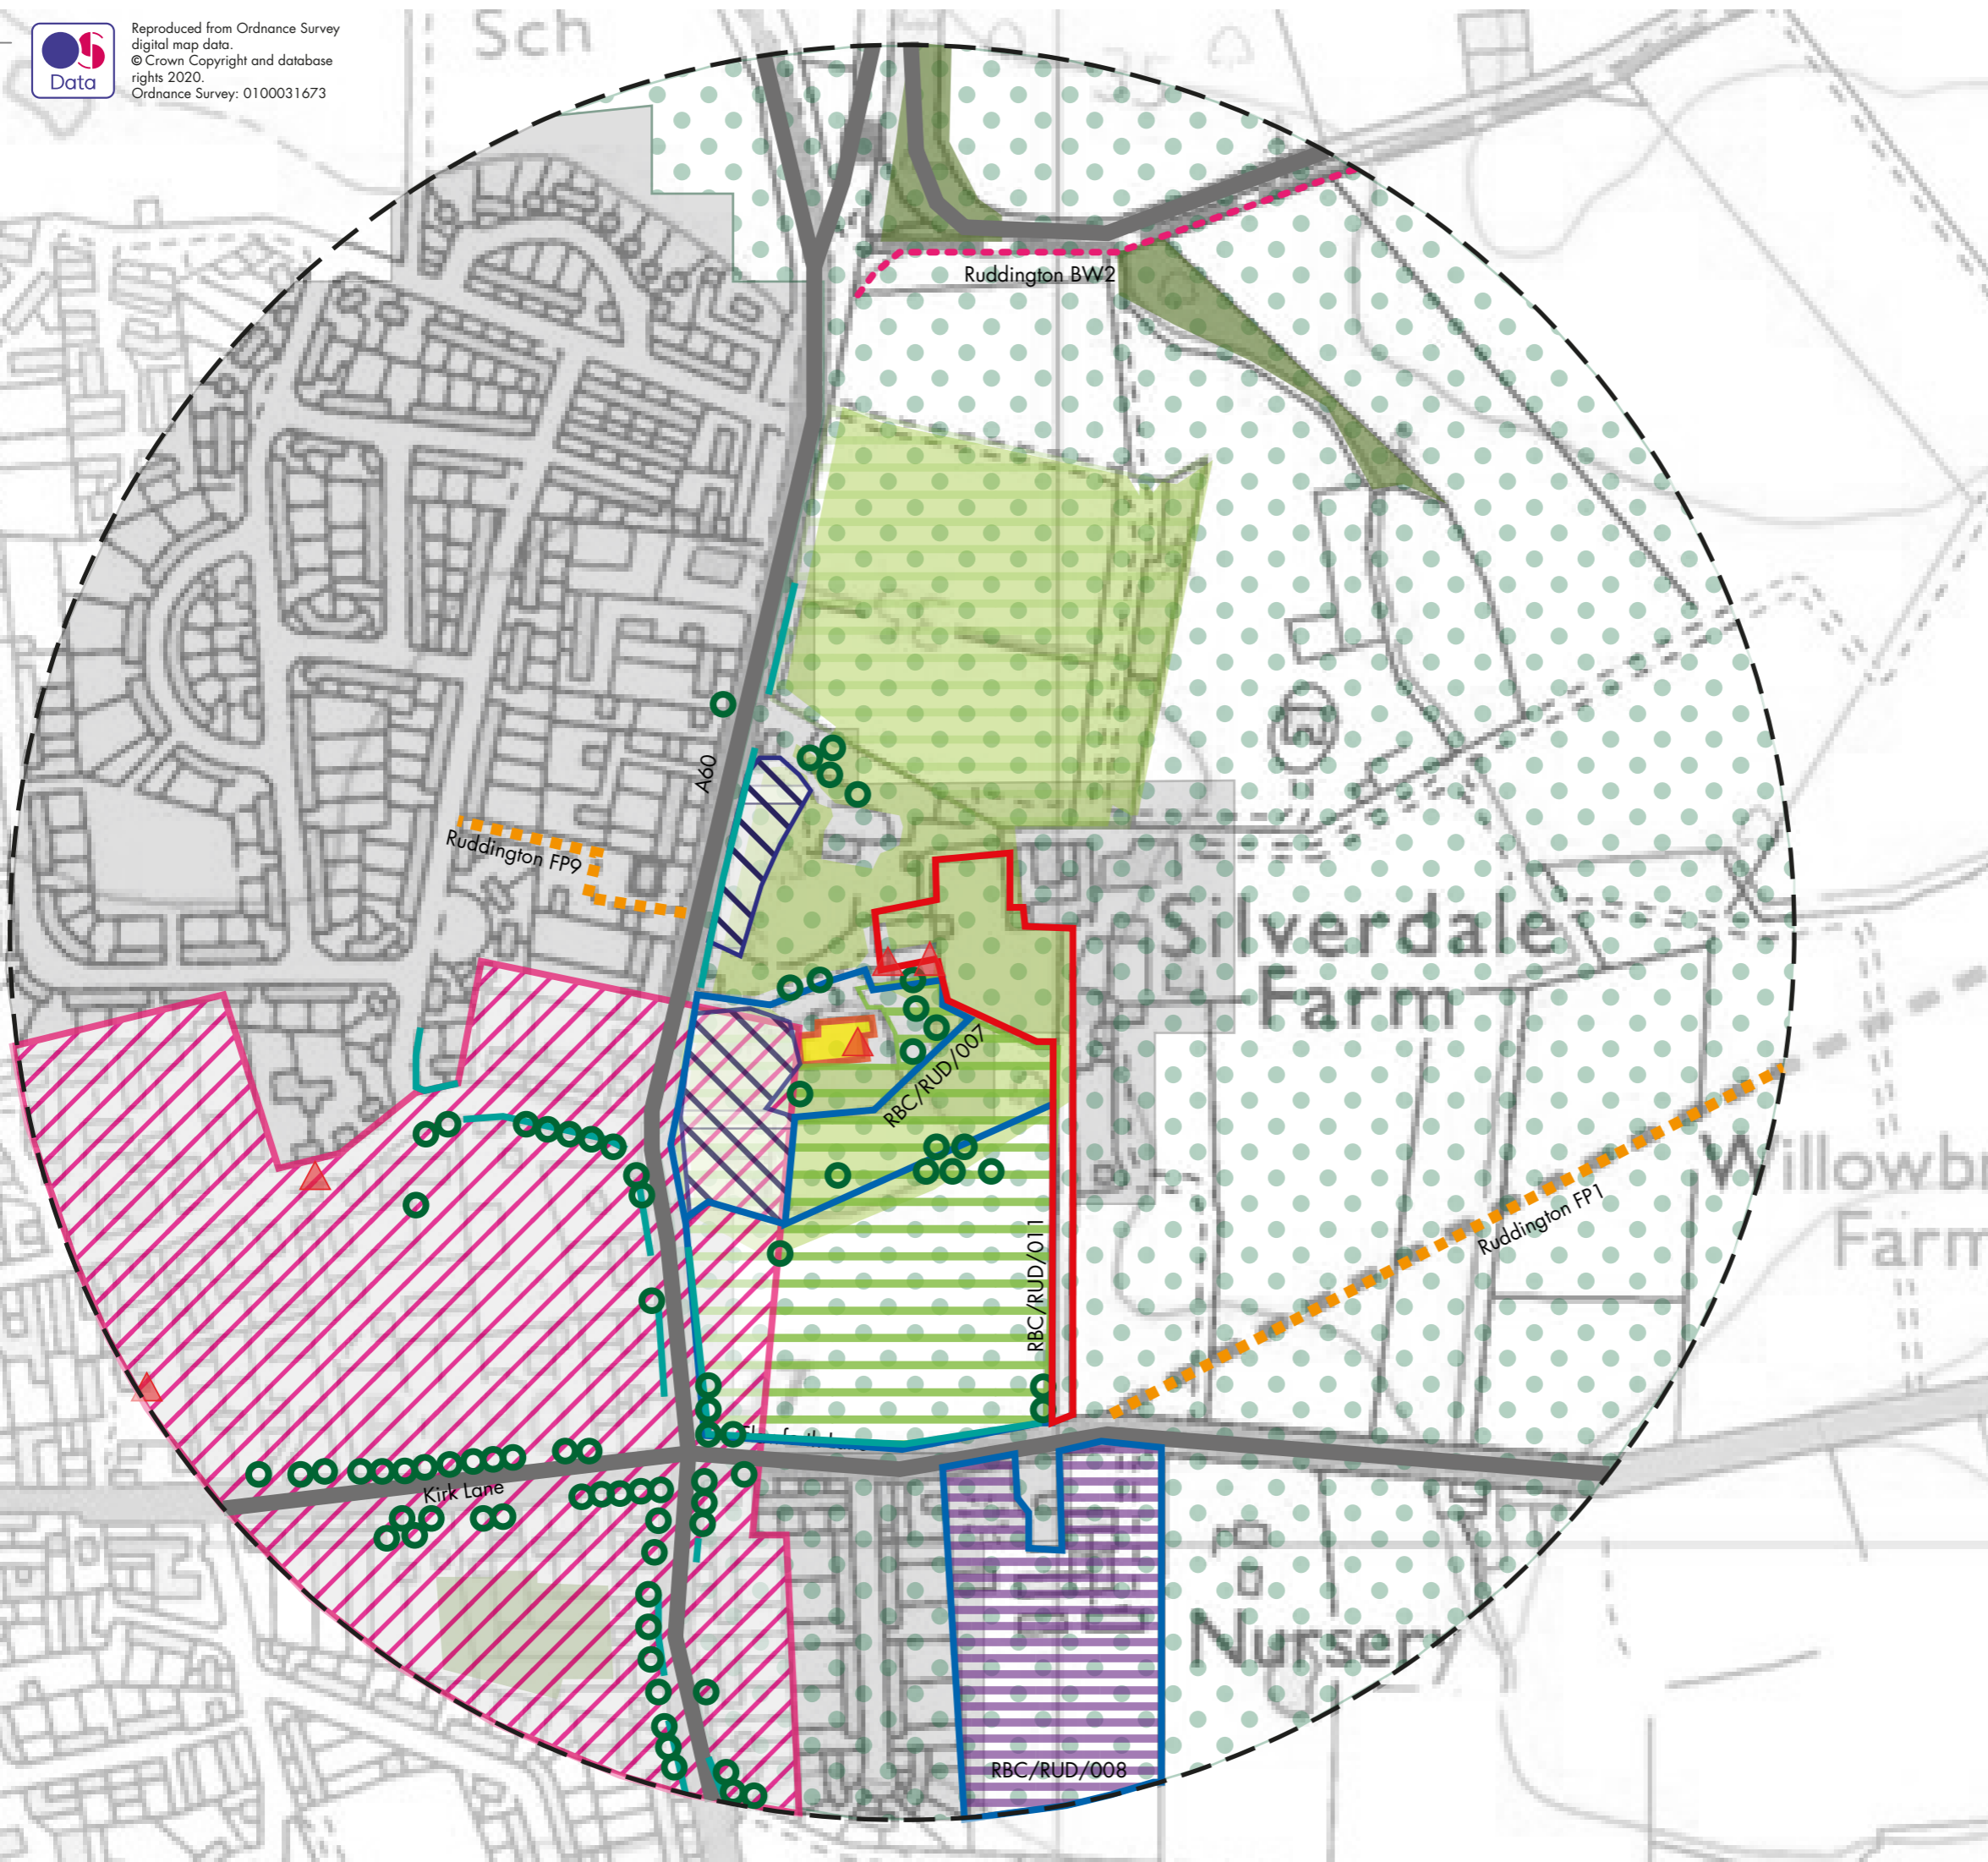 Data
Reproduced from Ordnance Survey
digital map data.
© Crown Copyright and database
rights 2020.
Ordnance Survey: 0100031673
Sch
35
Ruddington BW2
A60
Ruddington FP9
Silverdale
Farm
RBC/RUD/007
Willowbr
Farm
Ruddington FP1
RBC/RUD/011
Kirk Lane
Nursery
RBC/RUD/008